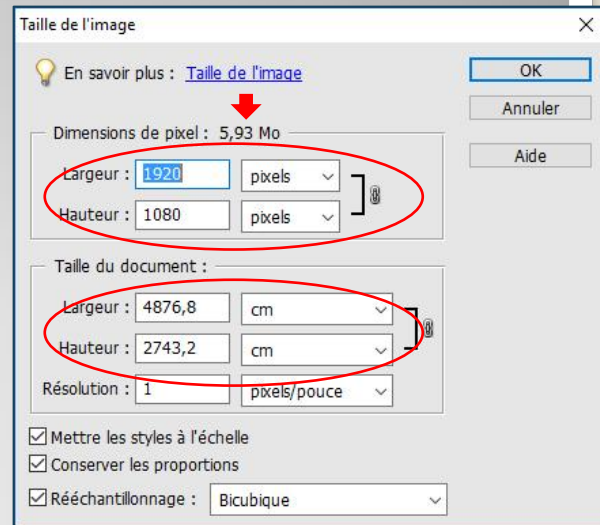 Taille de l'image
En savoir plus : Taille de l'image
OK
Annuler
Aide
Dimensions de pixel : 5,93 Mo
Largeur : 1920 pixels
Hauteur : 1080 pixels
Taille du document :
Largeur : 4876,8 cm
Hauteur : 2743,2 cm
Résolution : 1 pixels/pouce
Mettre les styles à l'échelle
Conserver les proportions
Rééchantillonnage : Bicubique